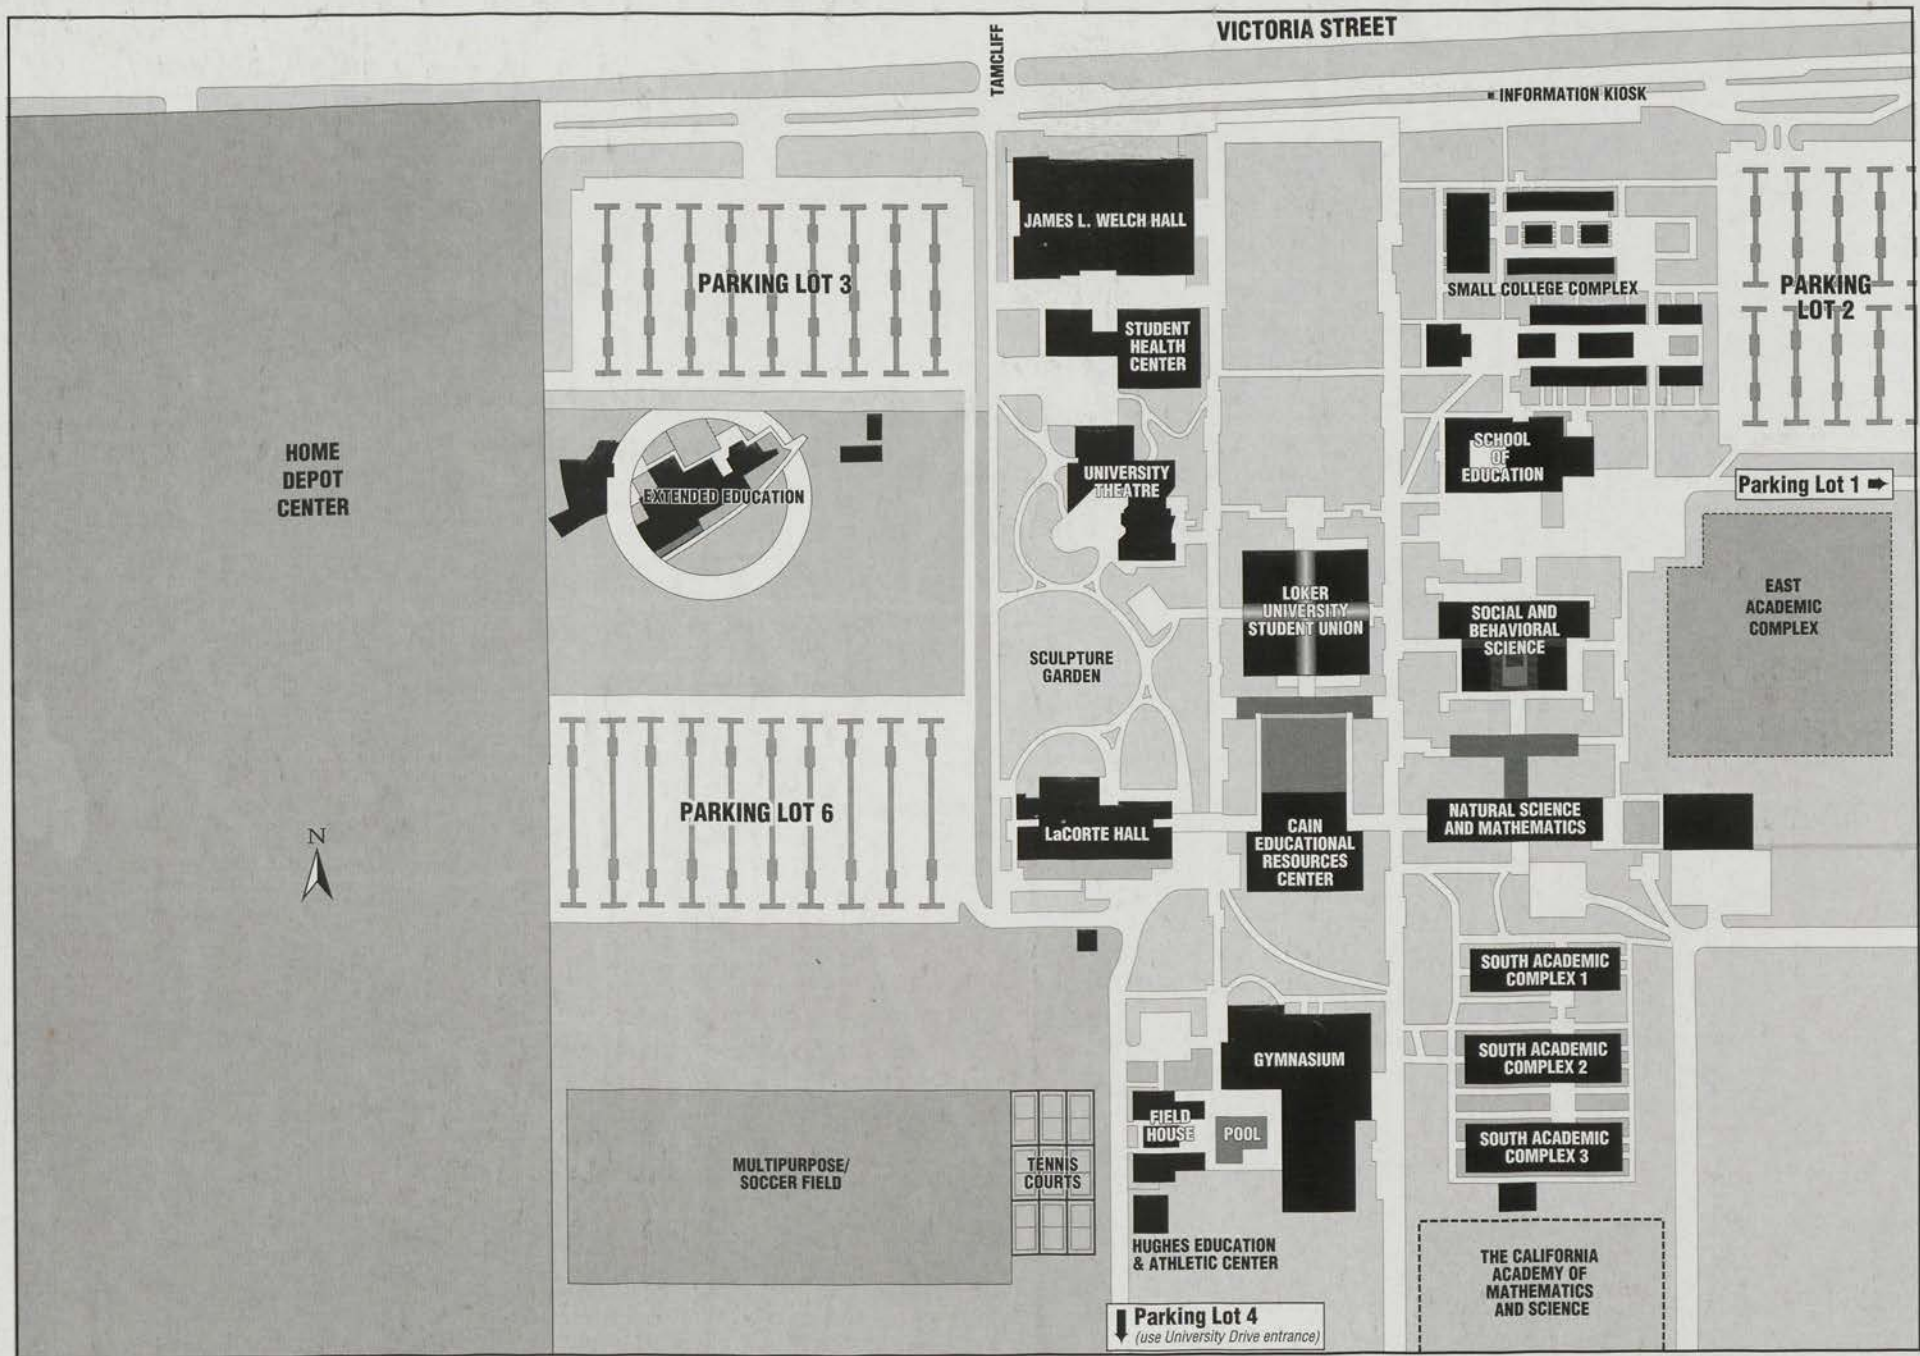 VICTORIA STREET
TAMCLIFF
INFORMATION KIOSK
JAMES L. WELCH HALL
PARKING LOT 3
SMALL COLLEGE COMPLEX
PARKING
LOT 2
STUDENT
HEALTH
CENTER
HOME
DEPOT
CENTER
EXTENDED EDUCATION
UNIVERSITY
THEATRE
SCHOOL
OF
EDUCATION
Parking Lot 1
EAST
ACADEMIC
COMPLEX
LOKER
UNIVERSITY
STUDENT UNION
SOCIAL AND
BEHAVIORAL
SCIENCE
SCULPTURE
GARDEN
PARKING LOT 6
N
LaCORTE HALL
CAIN
EDUCATIONAL
RESOURCES
CENTER
NATURAL SCIENCE
AND MATHEMATICS
SOUTH ACADEMIC
COMPLEX 1
GYMNASIUM
SOUTH ACADEMIC
COMPLEX 2
FIELD
HOUSE
POOL
SOUTH ACADEMIC
COMPLEX 3
MULTIPURPOSE/
SOCCER FIELD
TENNIS
COURTS
HUGHES EDUCATION
& ATHLETIC CENTER
THE CALIFORNIA
ACADEMY OF
MATHEMATICS
AND SCIENCE
Parking Lot 4
(use University Drive entrance)